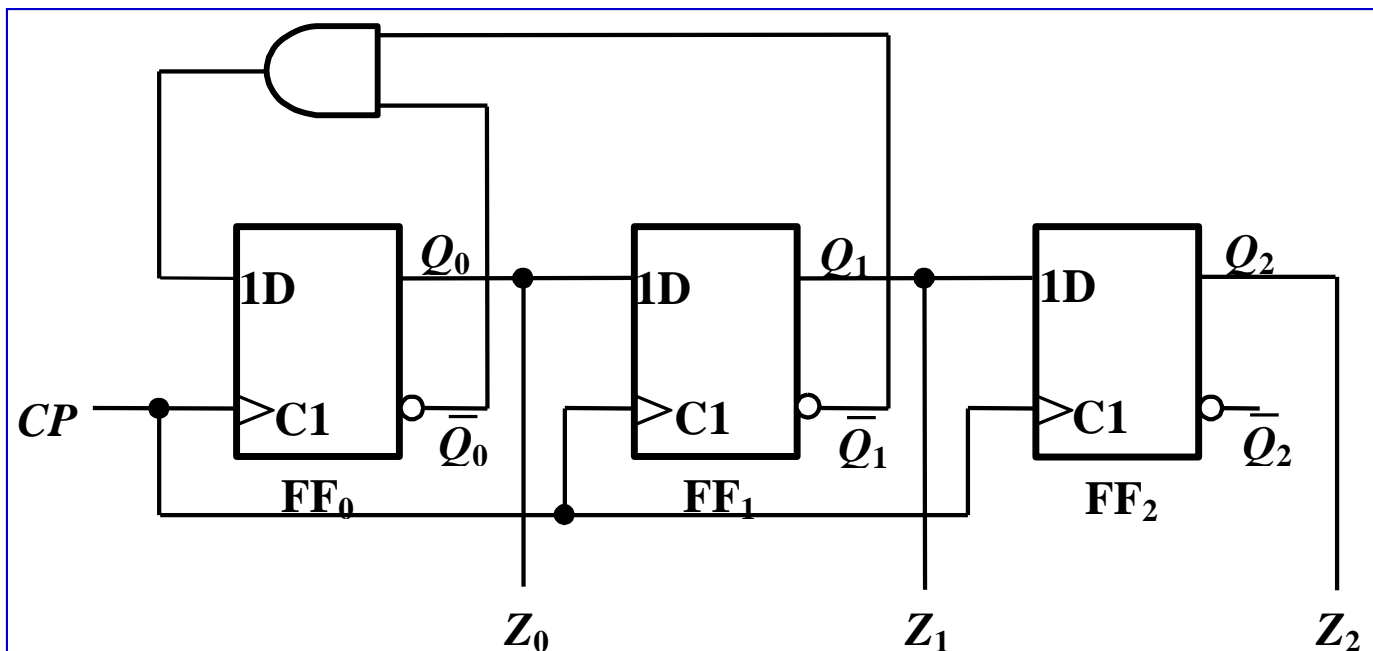 Q₀ Q₁ Q₂
1D 1D 1D
CP C1 C1 C1
Q̅₀ Q̅₁ Q̅₂
FF₀ FF₁ FF₂
Z₀ Z₁ Z₂